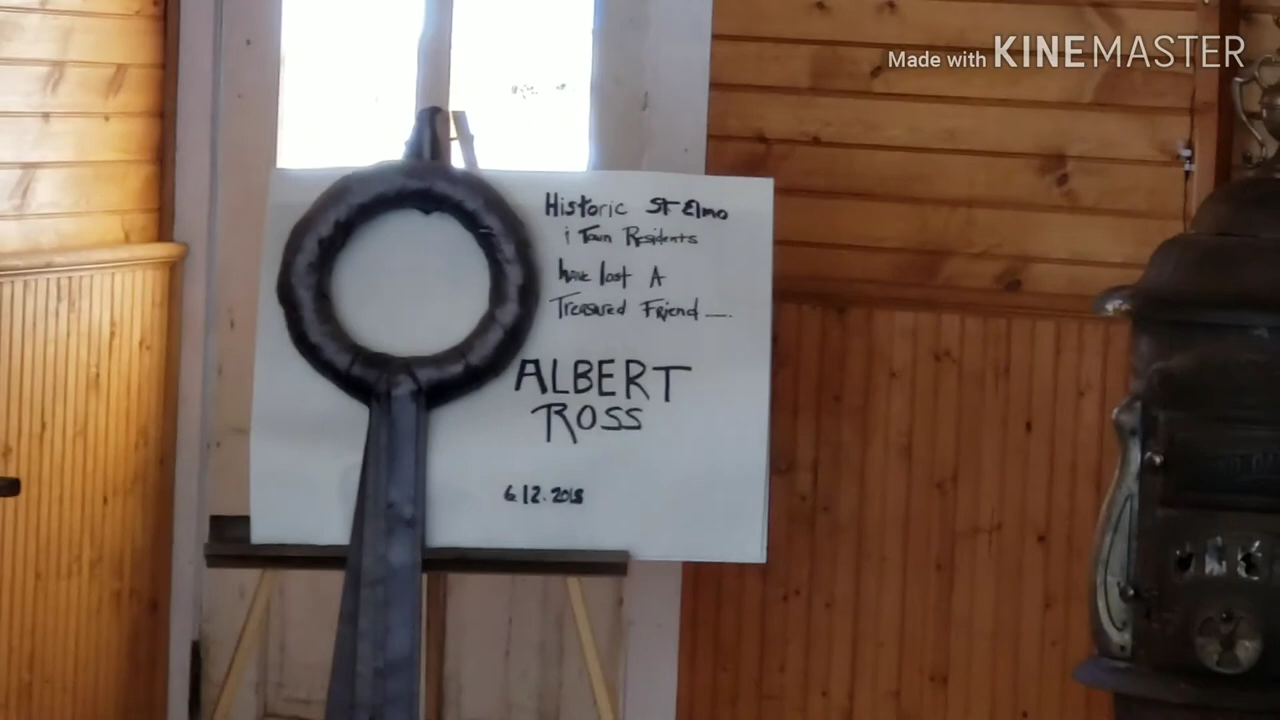 Made with KINEMASTER
Historic St Elmo
i Town Residents
have lost A
Treasured Friend —.
ALBERT
ROSS
6.12.2018